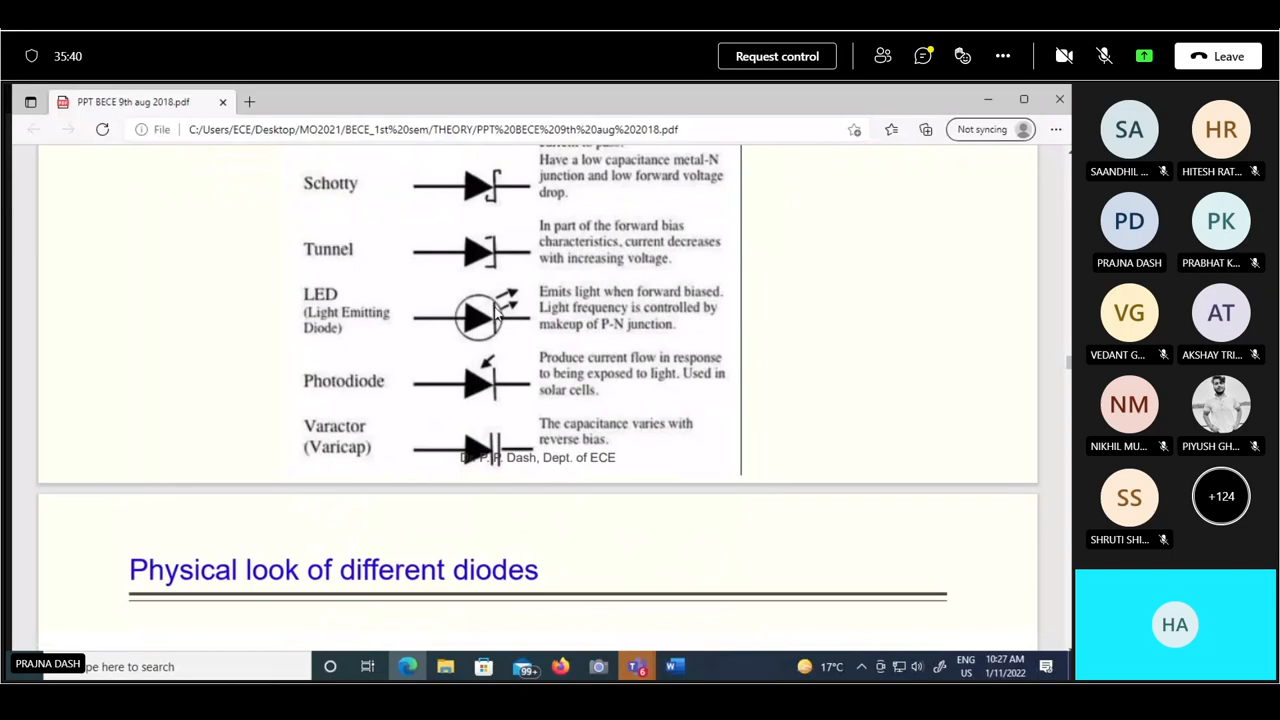 35:40
Request control
Leave
PPT BECE 9th aug 2018.pdf
File
C:/Users/ECE/Desktop/MO2021/BECE_1st%20sem/THEORY/PPT%20BECE%209th%20aug%202018.pdf
Not syncing
current to pass.
Schotty
Have a low capacitance metal-N
junction and low forward voltage
drop.
Tunnel
In part of the forward bias
characteristics, current decreases
with increasing voltage.
LED
(Light Emitting
Diode)
Emits light when forward biased.
Light frequency is controlled by
makeup of P-N junction.
Photodiode
Produce current flow in response
to being exposed to light. Used in
solar cells.
Varactor
(Varicap)
The capacitance varies with
reverse bias.
P. Dash, Dept. of ECE
Physical look of different diodes
SA
SAANDHIL ...
HR
HITESH RAT...
PD
PRAJNA DASH
PK
PRABHAT K...
VG
VEDANT G...
AT
AKSHAY TRI...
NM
NIKHIL MU...
PIYUSH GH...
SS
SHRUTI SHI...
+124
HA
PRAJNA DASH
pe here to search
99+
6
17°C
ENG
US
10:27 AM
1/11/2022